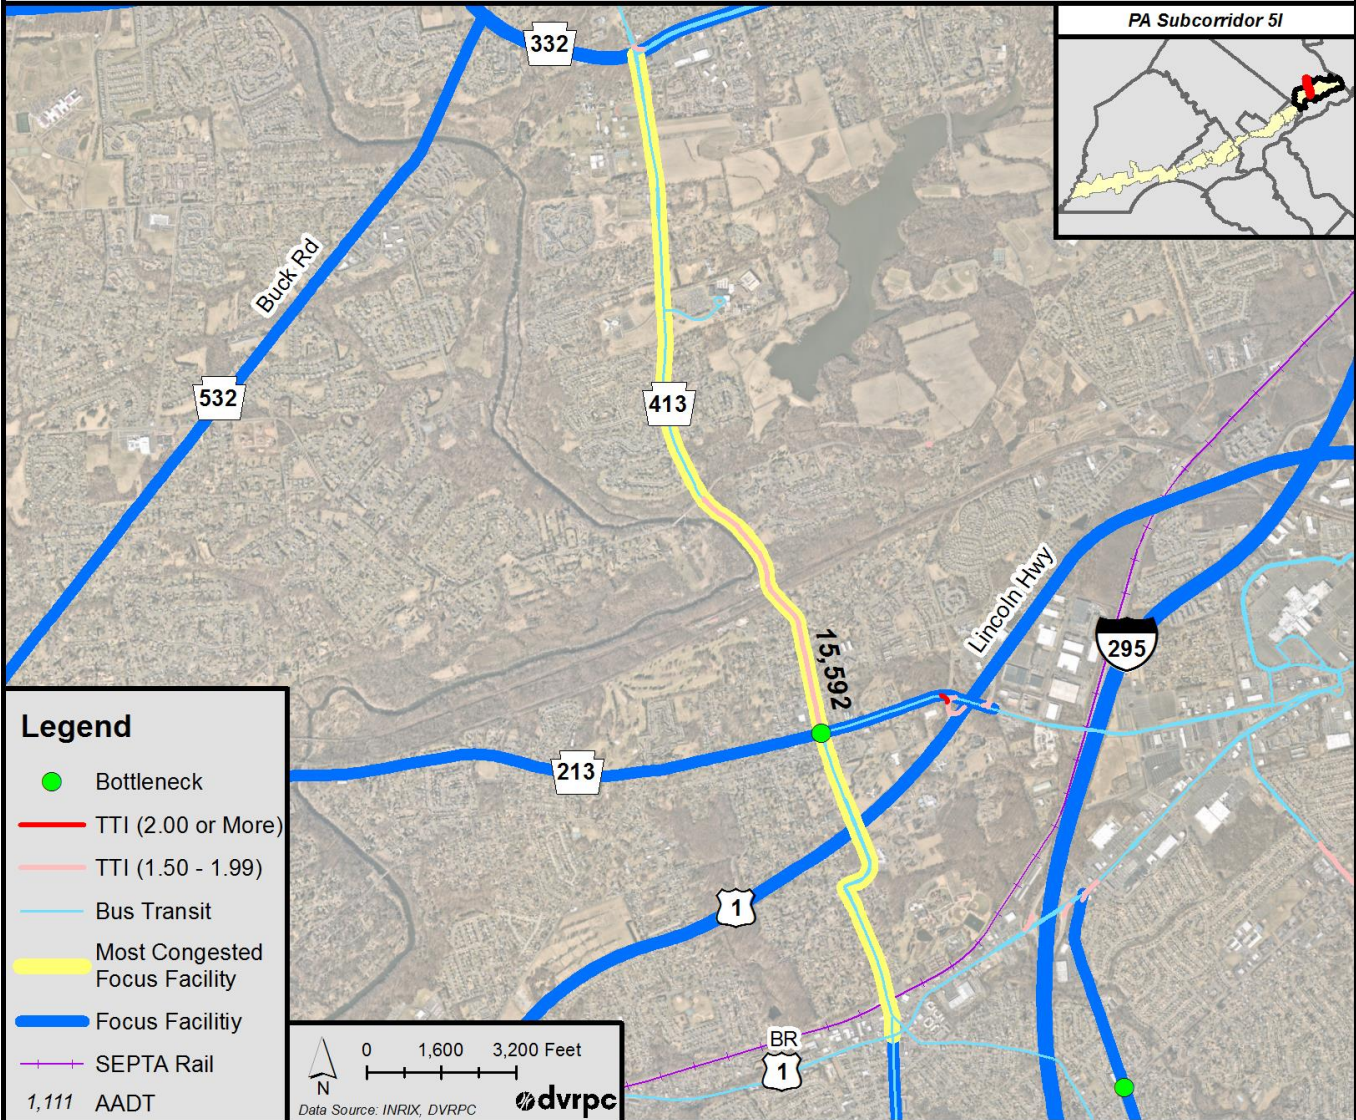 PA Subcorridor 5I
332
Buck Rd
532
413
Lincoln Hwy
295
15,592
213
1
BR
1
Legend
Bottleneck
TTI (2.00 or More)
TTI (1.50 - 1.99)
Bus Transit
Most Congested
Focus Facility
Focus Facilitiy
SEPTA Rail
1,111 AADT
N
0 1,600 3,200 Feet
Data Source: INRIX, DVRPC
dvrpc